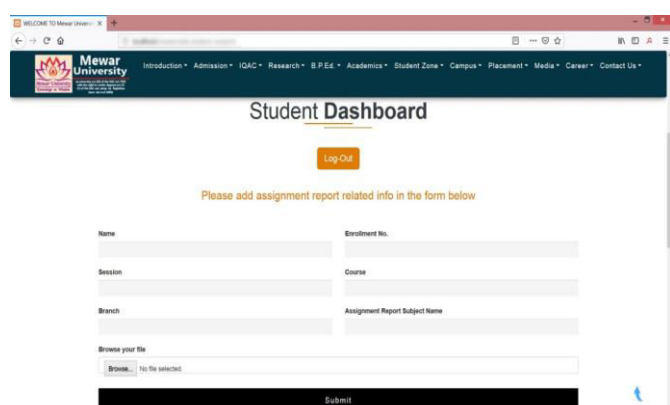 WELCOME TO Mewar Univers
Mewar
University
Introduction Admission IQAC Research B.P.Ed. Academics Student Zone Campus Placement Media Career Contact Us
Student Dashboard
Log-Out
Please add assignment report related info in the form below
Name
Enrollment No.
Session
Course
Branch
Assignment Report Subject Name
Browse your file
Browse... No file selected.
Submit